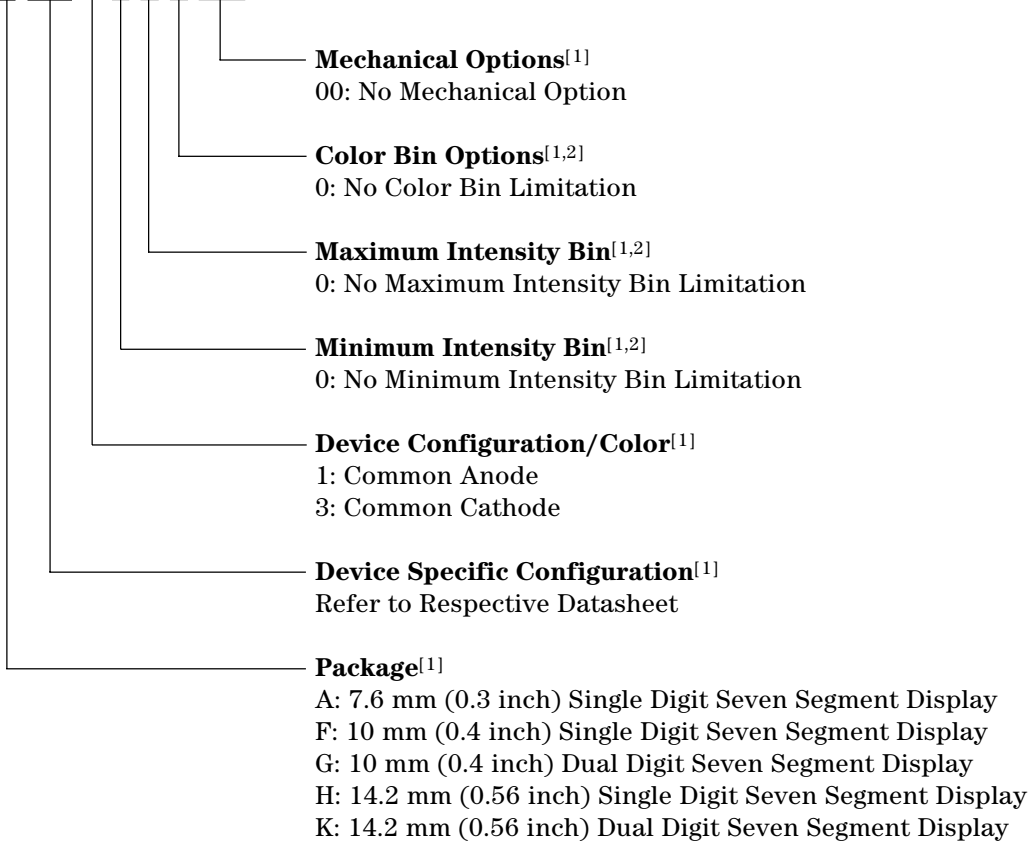 Mechanical Options[1]
00: No Mechanical Option
Color Bin Options[1,2]
0: No Color Bin Limitation
Maximum Intensity Bin[1,2]
0: No Maximum Intensity Bin Limitation
Minimum Intensity Bin[1,2]
0: No Minimum Intensity Bin Limitation
Device Configuration/Color[1]
1: Common Anode
3: Common Cathode
Device Specific Configuration[1]
Refer to Respective Datasheet
Package[1]
A: 7.6 mm (0.3 inch) Single Digit Seven Segment Display
F: 10 mm (0.4 inch) Single Digit Seven Segment Display
G: 10 mm (0.4 inch) Dual Digit Seven Segment Display
H: 14.2 mm (0.56 inch) Single Digit Seven Segment Display
K: 14.2 mm (0.56 inch) Dual Digit Seven Segment Display